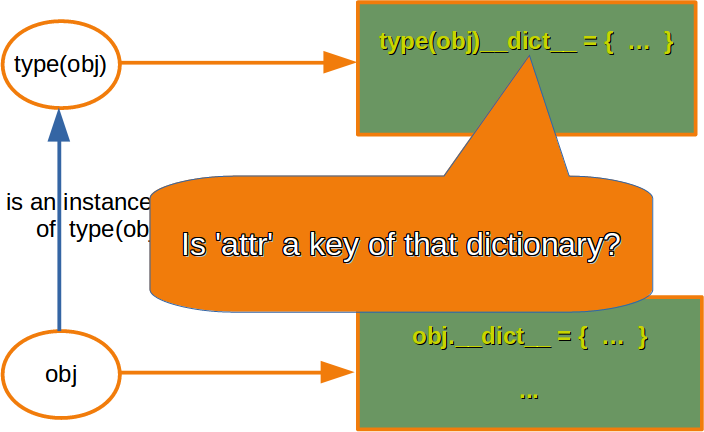 type(obj)
type(obj)__dict__ = {  ...  }
is an instance
of  type(obj
Is 'attr' a key of that dictionary?
obj.__dict__ = {  ...  }
obj
...